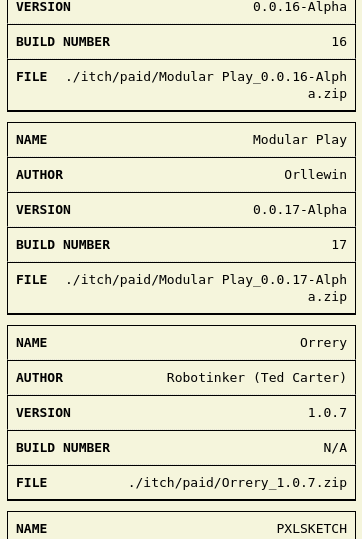 VERSION 0.0.16-Alpha
BUILD NUMBER 16
FILE ./itch/paid/Modular Play_0.0.16-Alph
a.zip
NAME Modular Play
AUTHOR Orllewin
VERSION 0.0.17-Alpha
BUILD NUMBER 17
FILE ./itch/paid/Modular Play_0.0.17-Alph
a.zip
NAME Orrery
AUTHOR Robotinker (Ted Carter)
VERSION 1.0.7
BUILD NUMBER N/A
FILE ./itch/paid/Orrery_1.0.7.zip
NAME PXLSKETCH